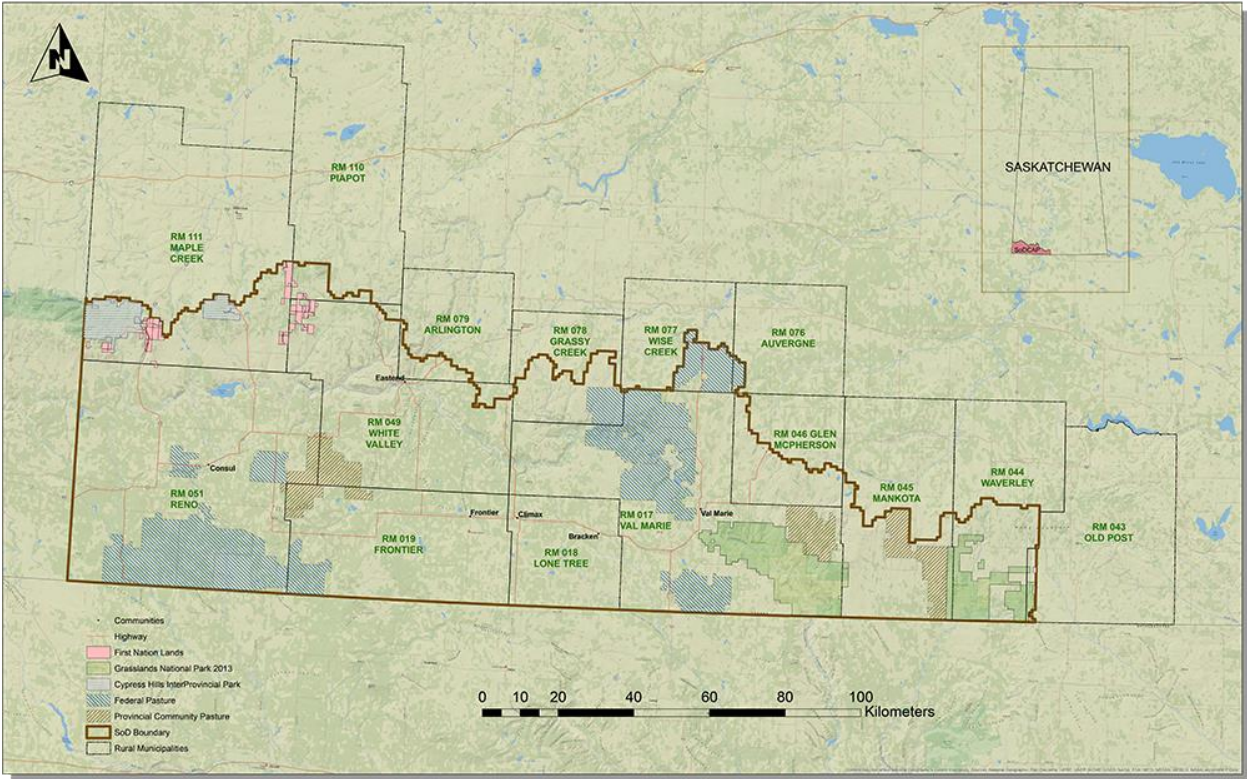 N
RM 110
PIAPOT
SASKATCHEWAN
SoDCAP
RM 111
MAPLE
CREEK
RM 079
ARLINGTON
RM 078
GRASSY
CREEK
RM 077
WISE
CREEK
RM 076
AUVERGNE
Eastend
RM 049
WHITE
VALLEY
RM 046 GLEN
MCPHERSON
Consul
RM 051
RENO
RM 045
MANKOTA
RM 044
WAVERLEY
Frontier
Climax
RM 017
VAL MARIE
Val Marie
RM 043
OLD POST
RM 019
FRONTIER
Bracken
RM 018
LONE TREE
Communities
Highway
First Nation Lands
Grasslands National Park 2013
Cypress Hills InterProvincial Park
Federal Pasture
Provincial Community Pasture
SoD Boundary
Rural Municipalities
0 10 20 40 60 80 100
Kilometers